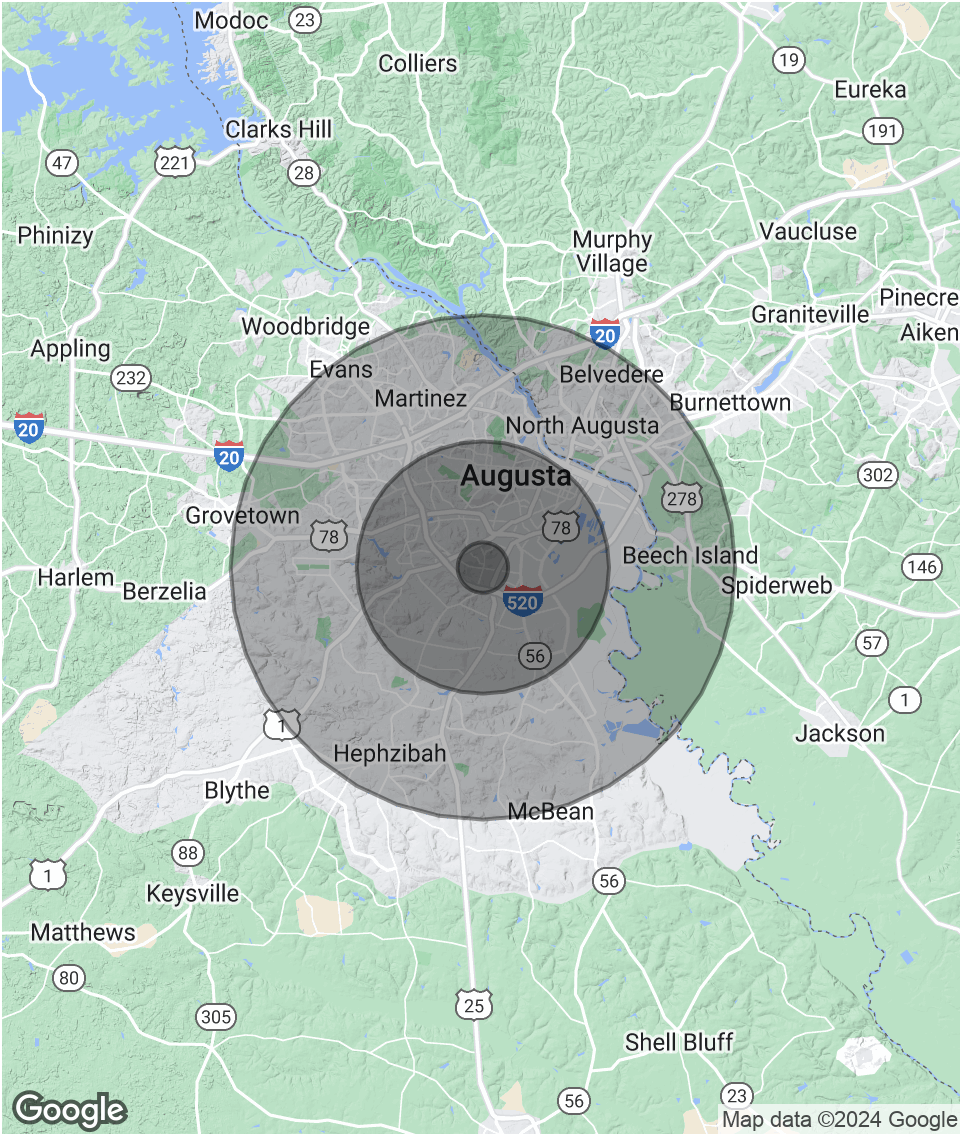 Modoc
23
Colliers
19
Eureka
Clarks Hill
191
47
221
28
Phinizy
Murphy
Village
Vaucluse
Graniteville
Pinecre
Aiken
Woodbridge
20
Appling
Evans
232
Belvedere
Martinez
Burnettown
20
North Augusta
20
Augusta
302
278
Grovetown
78
78
Beech Island
Harlem
146
Berzelia
Spiderweb
520
57
56
1
1
Jackson
Hephzibah
Blythe
McBean
88
1
56
Keysville
Matthews
80
25
305
Shell Bluff
23
56
Google
Map data ©2024 Google